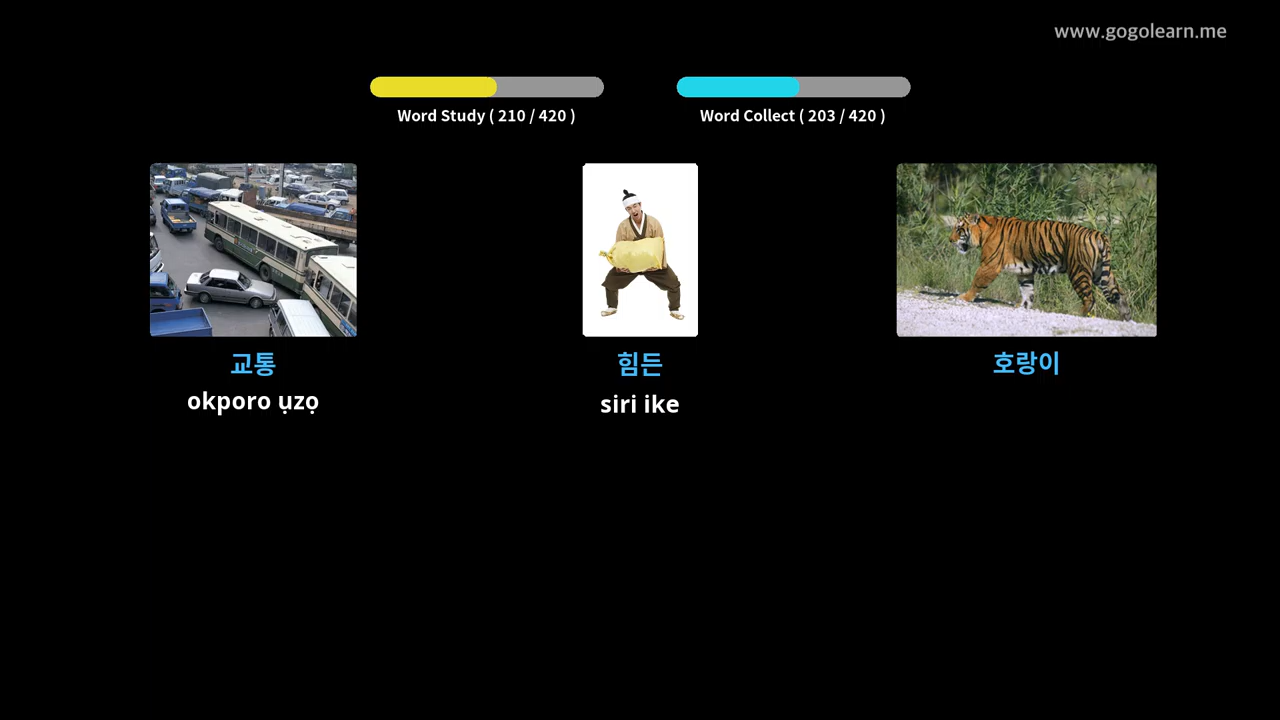 www.gogolearn.me
Word Study ( 210 / 420 )
Word Collect ( 203 / 420 )
교통
힘든
호랑이
okporo ụzọ
siri ike